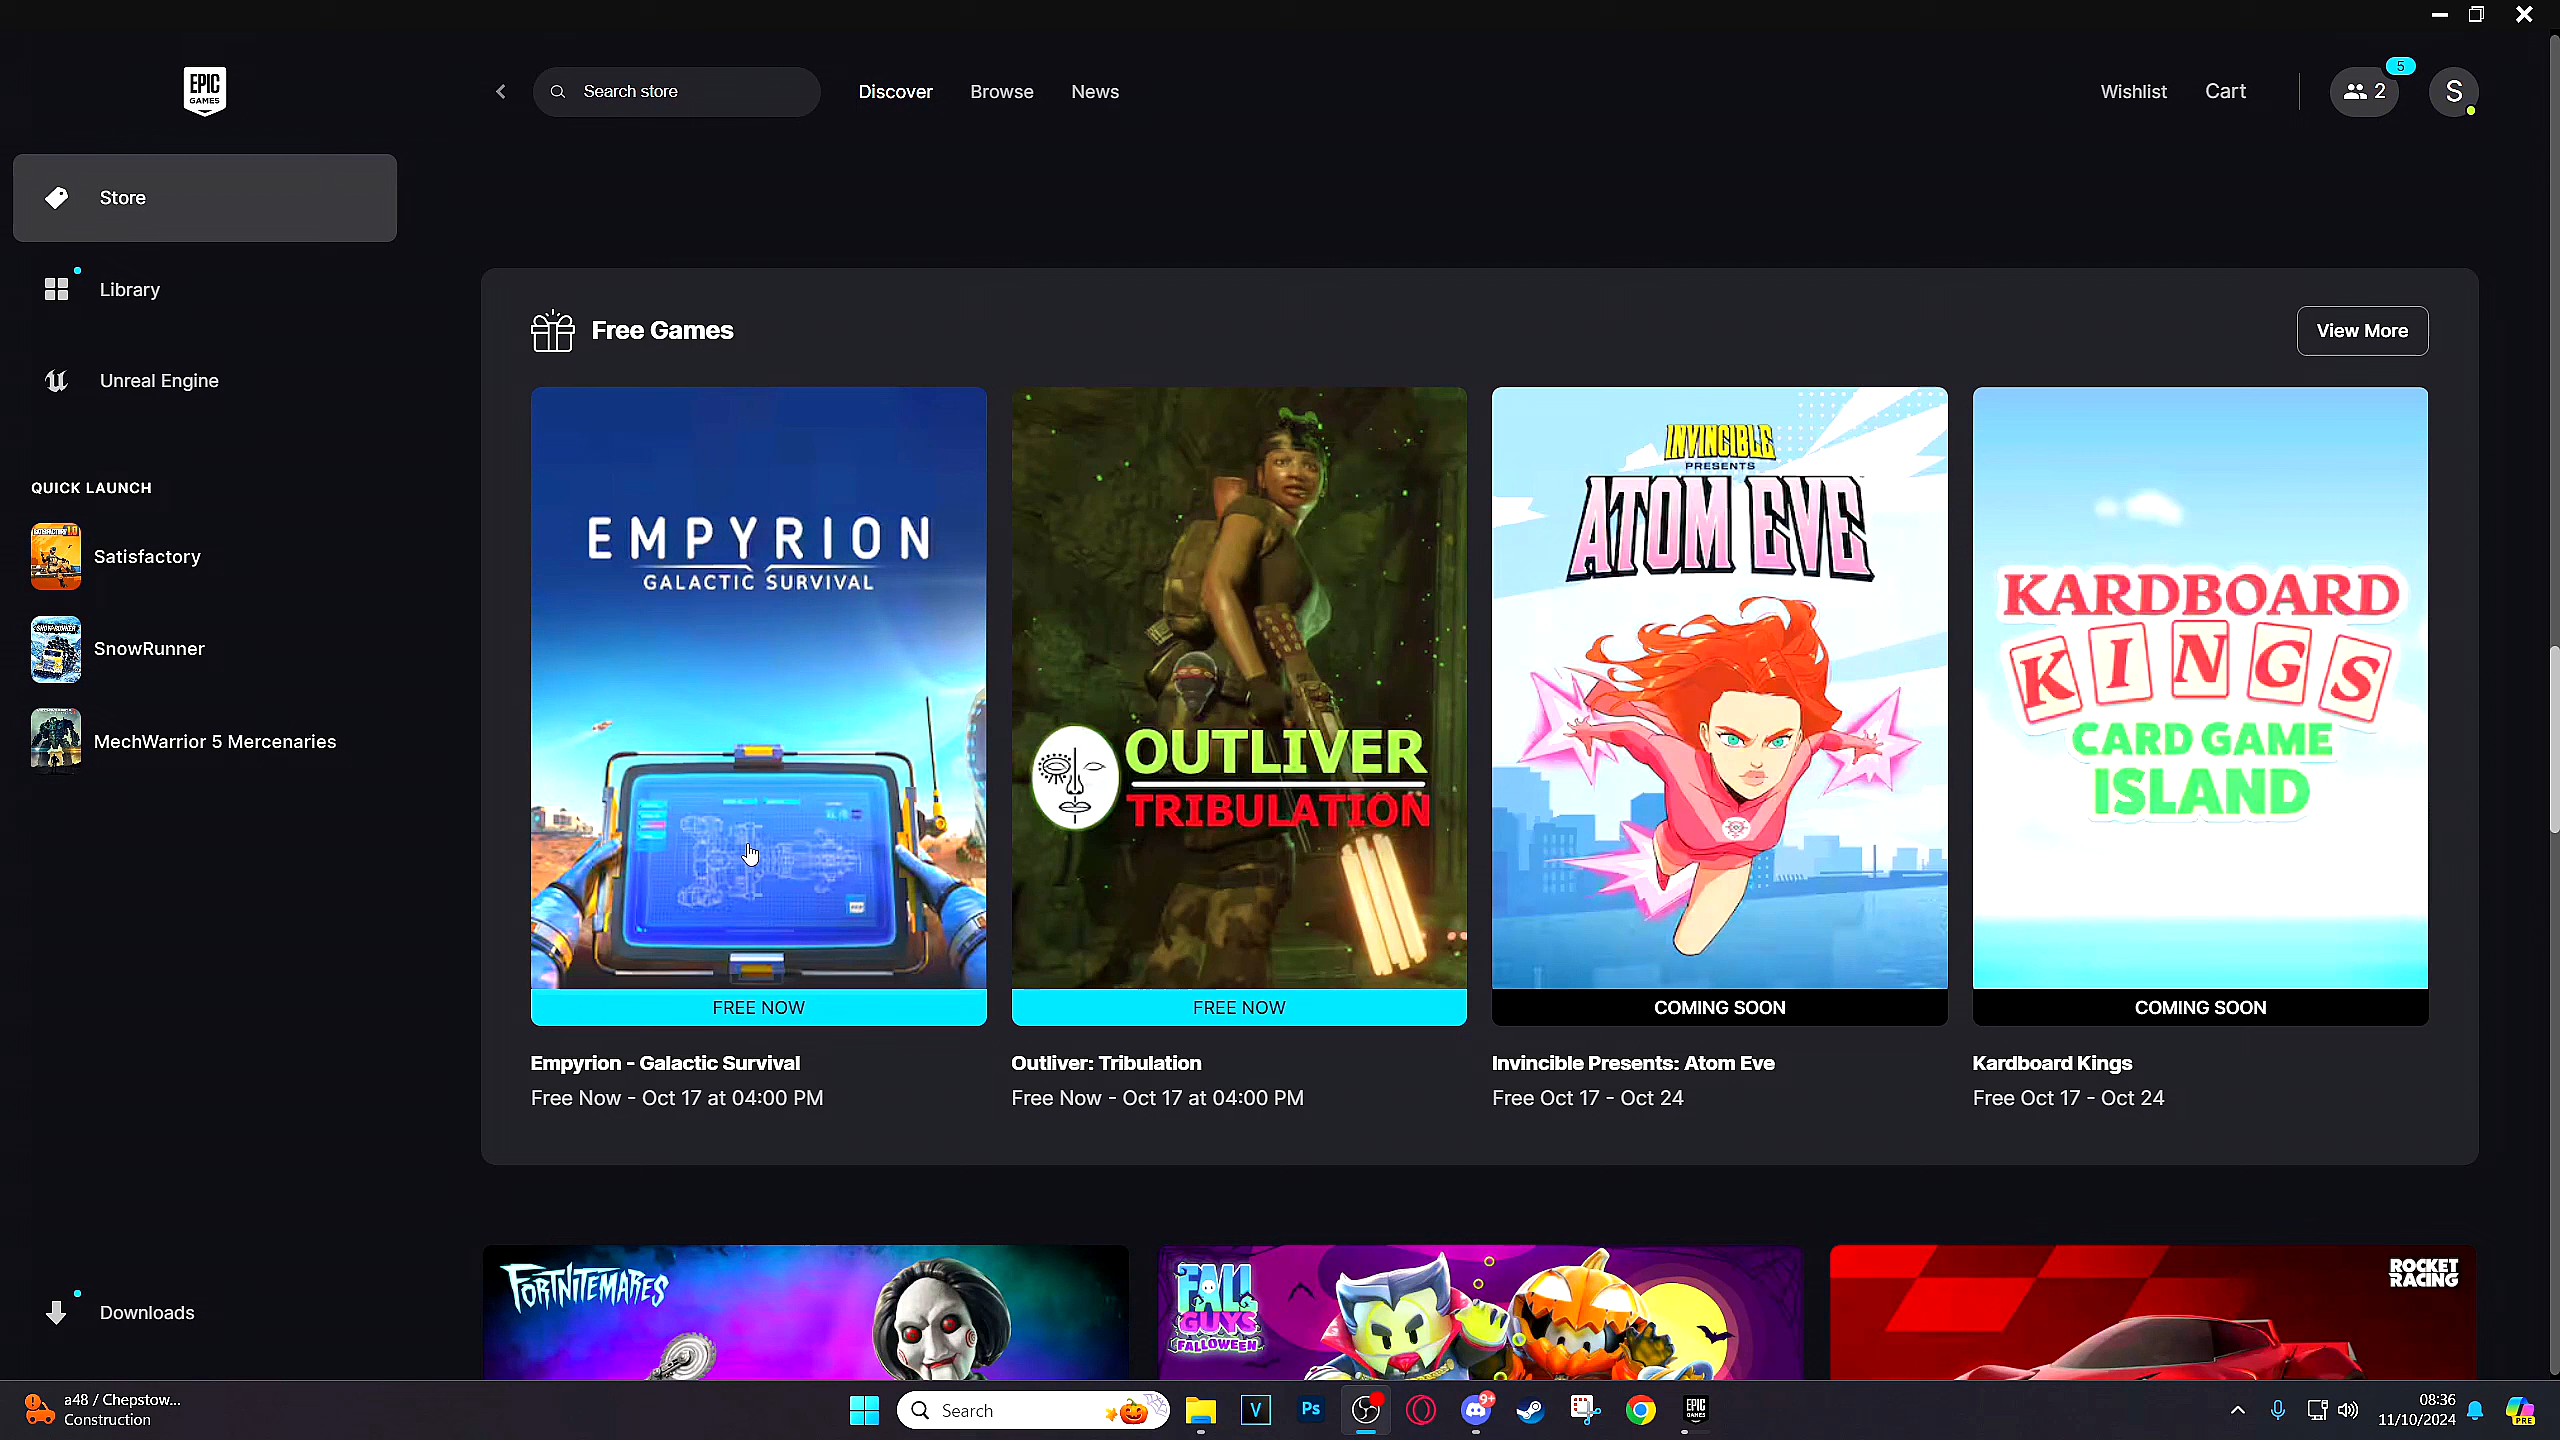 EPIC
GAMES
Search store
Discover
Browse
News
Wishlist
Cart
5
2
S
Store
Library
Unreal Engine
QUICK LAUNCH
Satisfactory
SnowRunner
MechWarrior 5 Mercenaries
Downloads
Free Games
View More
EMPYRION
GALACTIC SURVIVAL
FREE NOW
Empyrion - Galactic Survival
Free Now - Oct 17 at 04:00 PM
OUTLIVER
TRIBULATION
FREE NOW
Outliver: Tribulation
Free Now - Oct 17 at 04:00 PM
INVINCIBLE
PRESENTS
ATOM EVE
COMING SOON
Invincible Presents: Atom Eve
Free Oct 17 - Oct 24
KARDBOARD
KINGS
CARD GAME
ISLAND
COMING SOON
Kardboard Kings
Free Oct 17 - Oct 24
FORTNITEMARES
FALL
GUYS
FALLOWEEN
ROCKET
RACING
a48 / Chepstow...
Construction
Search
V
Ps
9+
EPIC
GAMES
08:36
11/10/2024
PRE